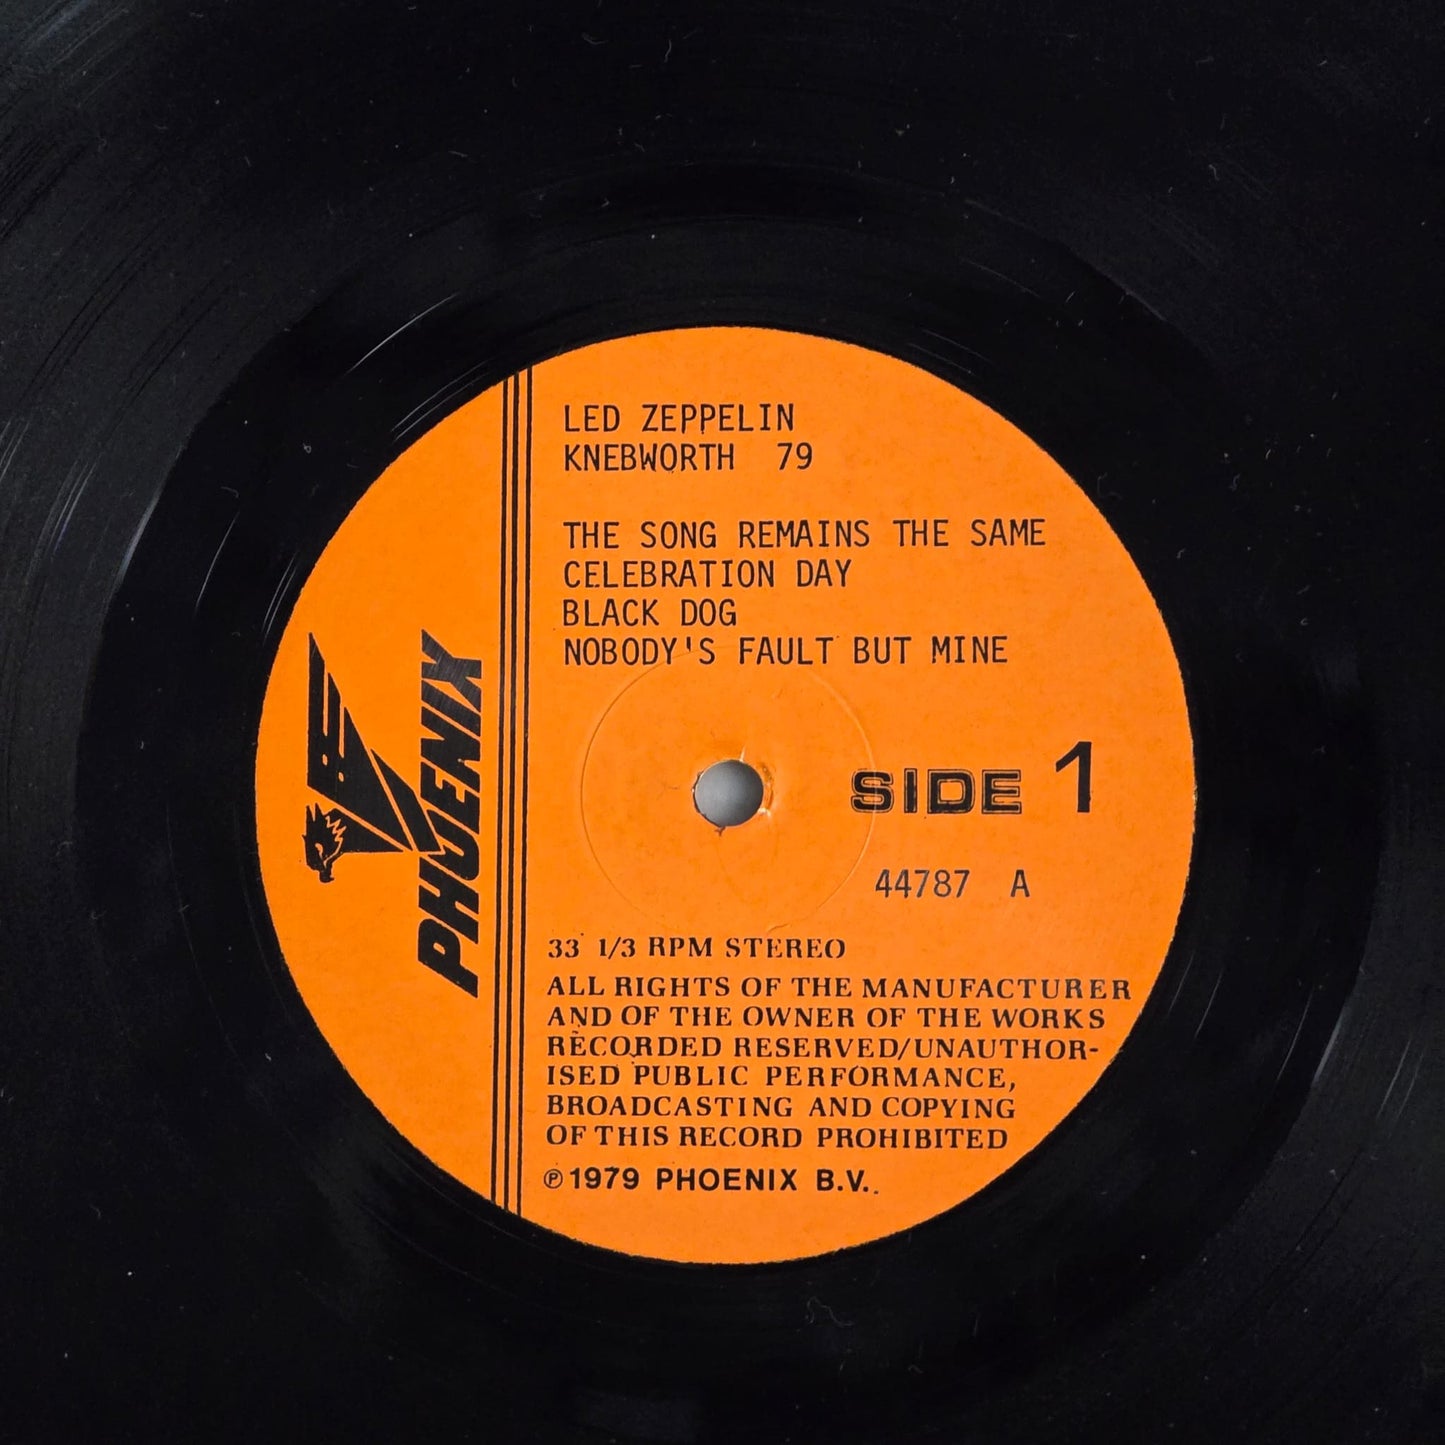 LED ZEPPELIN
KNEBWORTH 79
THE SONG REMAINS THE SAME
CELEBRATION DAY
BLACK DOG
NOBODY'S FAULT BUT MINE
PHOENIX
SIDE 1
44787 A
33 1/3 RPM STEREO
ALL RIGHTS OF THE MANUFACTURER
AND OF THE OWNER OF THE WORKS
RECORDED RESERVED/UNAUTHOR-
ISED PUBLIC PERFORMANCE,
BROADCASTING AND COPYING
OF THIS RECORD PROHIBITED
℗ 1979 PHOENIX B.V.